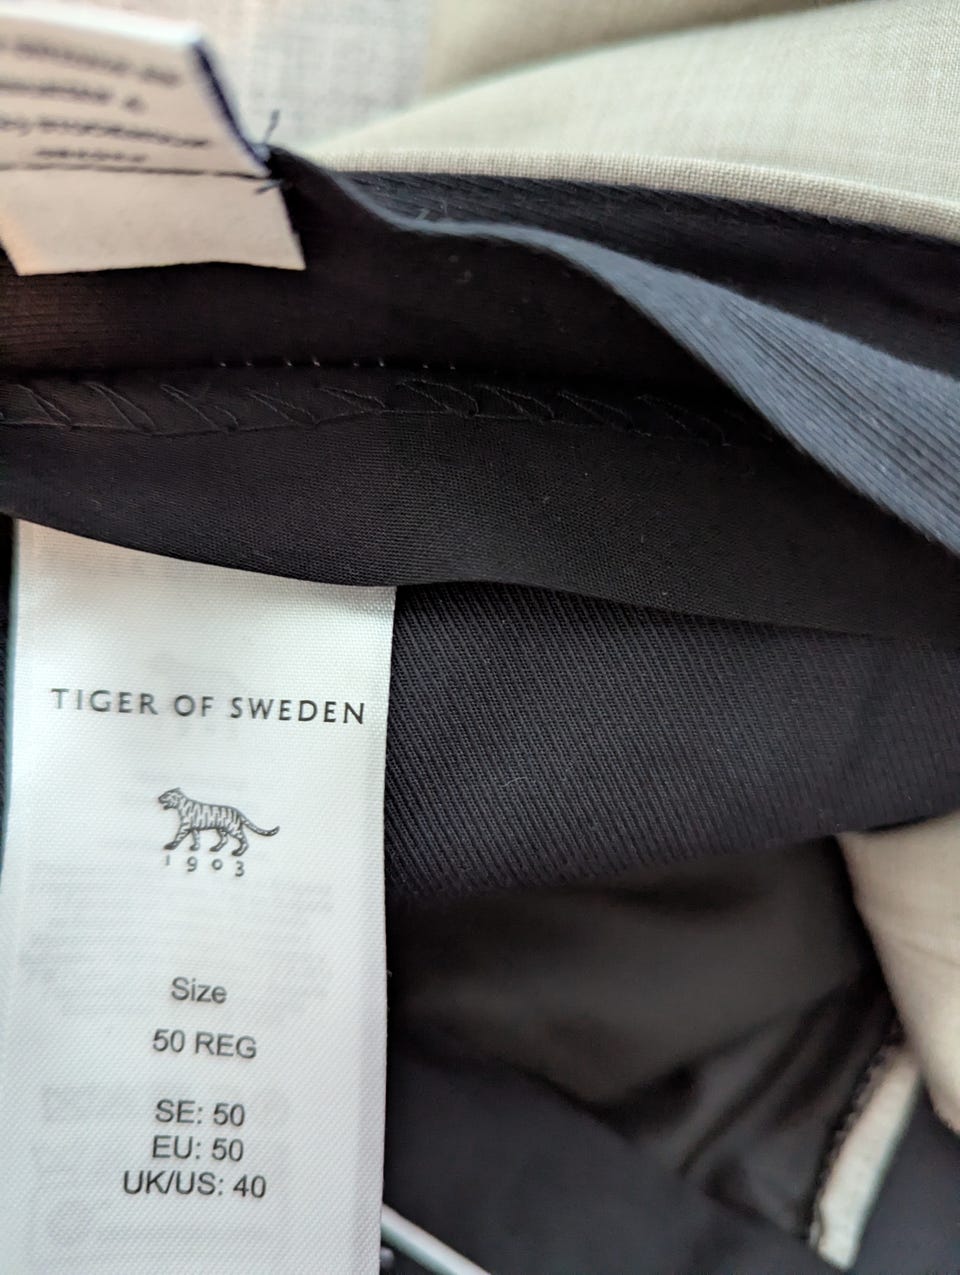 TIGER OF SWEDEN
1903
Size
50 REG
SE: 50
EU: 50
UK/US: 40